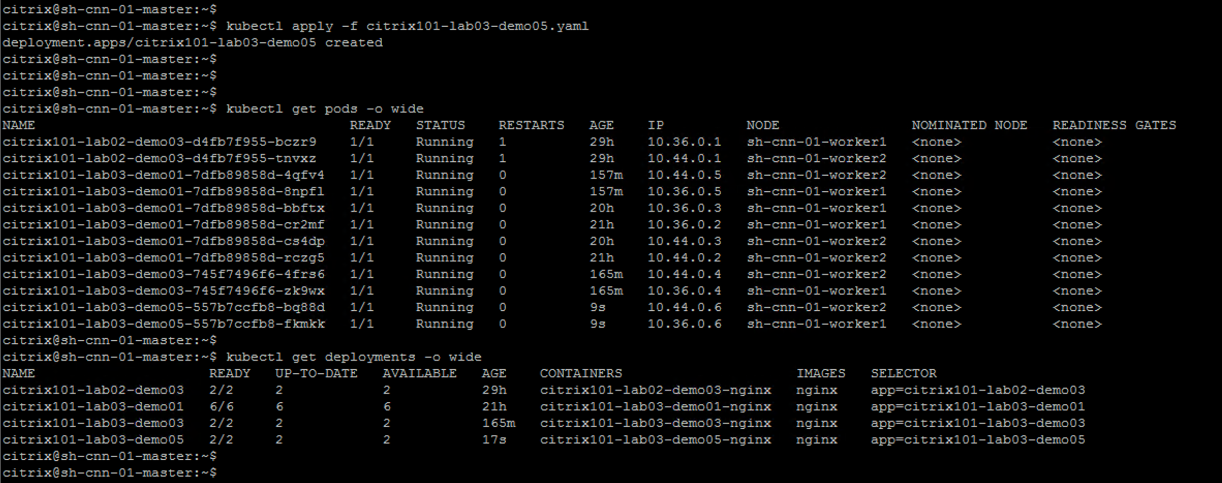 citrix@sh-cnn-01-master:~$
citrix@sh-cnn-01-master:~$ kubectl apply -f citrix101-lab03-demo05.yaml
deployment.apps/citrix101-lab03-demo05 created
citrix@sh-cnn-01-master:~$
citrix@sh-cnn-01-master:~$
citrix@sh-cnn-01-master:~$
citrix@sh-cnn-01-master:~$ kubectl get pods -o wide
NAME READY STATUS RESTARTS AGE IP NODE NOMINATED NODE READINESS GATES
citrix101-lab02-demo03-d4fb7f955-bczr9 1/1 Running 1 29h 10.36.0.1 sh-cnn-01-worker1 <none> <none>
citrix101-lab02-demo03-d4fb7f955-tnvxz 1/1 Running 1 29h 10.44.0.1 sh-cnn-01-worker2 <none> <none>
citrix101-lab03-demo01-7dfb89858d-4qfv4 1/1 Running 0 157m 10.44.0.5 sh-cnn-01-worker2 <none> <none>
citrix101-lab03-demo01-7dfb89858d-8npfl 1/1 Running 0 157m 10.36.0.5 sh-cnn-01-worker1 <none> <none>
citrix101-lab03-demo01-7dfb89858d-bbftx 1/1 Running 0 20h 10.36.0.3 sh-cnn-01-worker1 <none> <none>
citrix101-lab03-demo01-7dfb89858d-cr2mf 1/1 Running 0 21h 10.36.0.2 sh-cnn-01-worker1 <none> <none>
citrix101-lab03-demo01-7dfb89858d-cs4dp 1/1 Running 0 20h 10.44.0.3 sh-cnn-01-worker2 <none> <none>
citrix101-lab03-demo01-7dfb89858d-rczg5 1/1 Running 0 21h 10.44.0.2 sh-cnn-01-worker2 <none> <none>
citrix101-lab03-demo03-745f7496f6-4frs6 1/1 Running 0 165m 10.44.0.4 sh-cnn-01-worker2 <none> <none>
citrix101-lab03-demo03-745f7496f6-zk9wx 1/1 Running 0 165m 10.36.0.4 sh-cnn-01-worker1 <none> <none>
citrix101-lab03-demo05-557b7ccfb8-bq88d 1/1 Running 0 9s 10.44.0.6 sh-cnn-01-worker2 <none> <none>
citrix101-lab03-demo05-557b7ccfb8-fkmkk 1/1 Running 0 9s 10.36.0.6 sh-cnn-01-worker1 <none> <none>
citrix@sh-cnn-01-master:~$
citrix@sh-cnn-01-master:~$ kubectl get deployments -o wide
NAME READY UP-TO-DATE AVAILABLE AGE CONTAINERS IMAGES SELECTOR
citrix101-lab02-demo03 2/2 2 2 29h citrix101-lab02-demo03-nginx nginx app=citrix101-lab02-demo03
citrix101-lab03-demo01 6/6 6 6 21h citrix101-lab03-demo01-nginx nginx app=citrix101-lab03-demo01
citrix101-lab03-demo03 2/2 2 2 165m citrix101-lab03-demo03-nginx nginx app=citrix101-lab03-demo03
citrix101-lab03-demo05 2/2 2 2 17s citrix101-lab03-demo05-nginx nginx app=citrix101-lab03-demo05
citrix@sh-cnn-01-master:~$
citrix@sh-cnn-01-master:~$